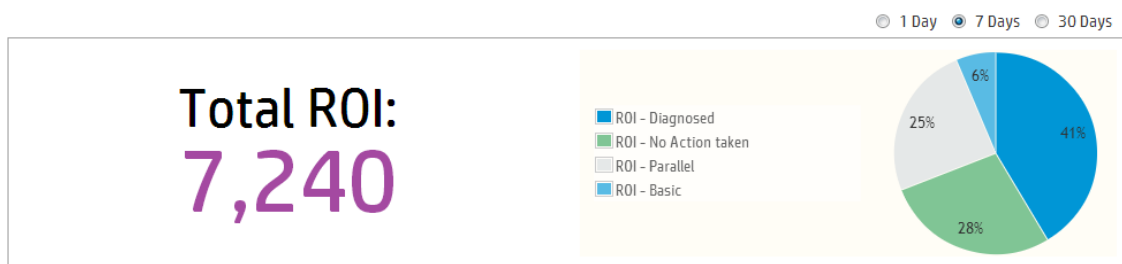 1 Day 7 Days 30 Days
Total ROI:
7,240
ROI - Diagnosed
ROI - No Action taken
ROI - Parallel
ROI - Basic
6%
25%
41%
28%